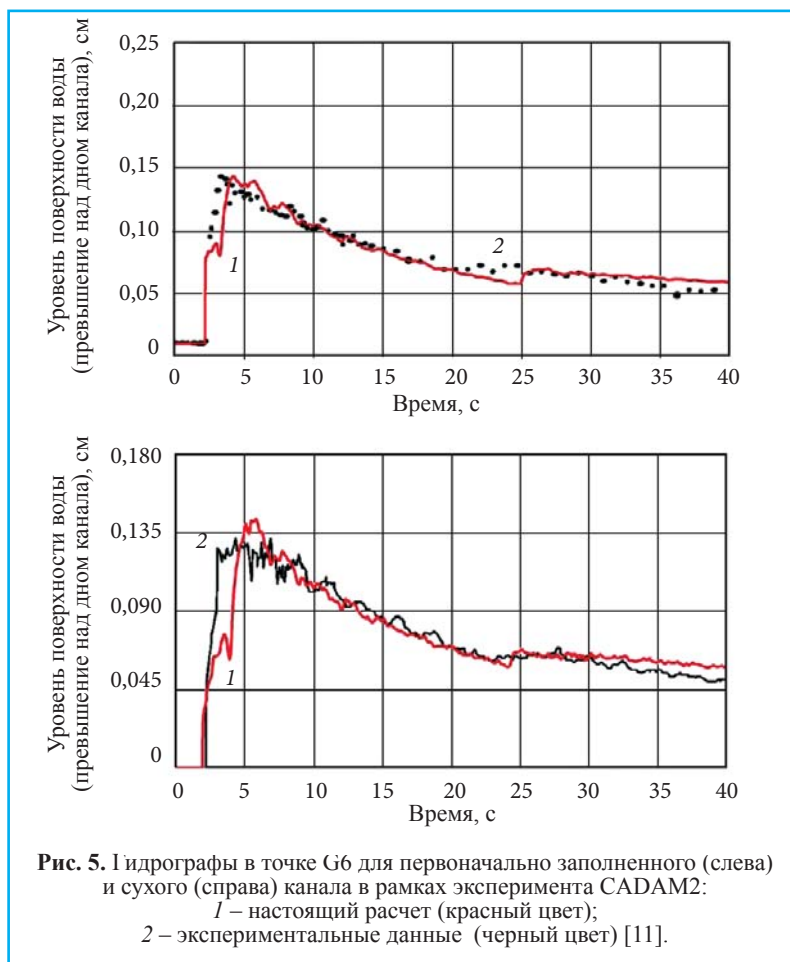 Уровень поверхности воды
(превышение над дном канала), см
0,25
0,20
0,15
0,10
0,05
0
1
2
0 5 10 15 20 25 30 35 40
Время, с
Уровень поверхности воды
(превышение над дном канала), см
0,180
0,135
0,090
0,045
0
2
1
0 5 10 15 20 25 30 35 40
Время, с
Рис. 5. Гидрографы в точке G6 для первоначально заполненного (слева)
и сухого (справа) канала в рамках эксперимента CADAM2:
1 – настоящий расчет (красный цвет);
2 – экспериментальные данные (черный цвет) [11].